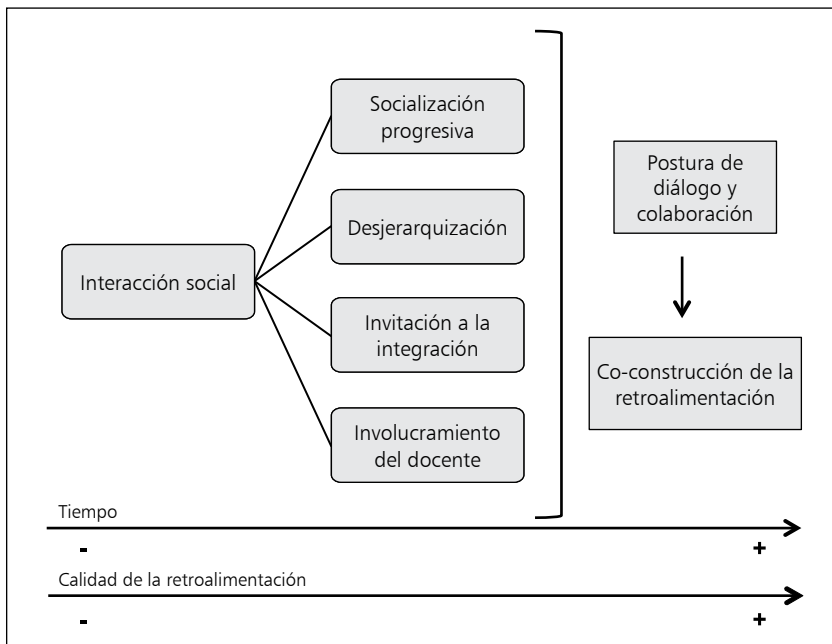 Socialización
progresiva
Desjerarquización
Interacción social
Invitación a la
integración
Involucramiento
del docente
Postura de
diálogo y
colaboración
Co-construcción de la
retroalimentación
Tiempo
- +
Calidad de la retroalimentación
- +